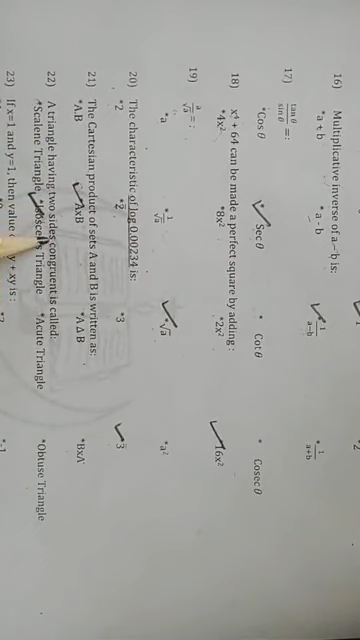 *2
16) Multiplicative inverse of a – b is:
*a + b *a - b *1/(a–b) *1/(a+b)
17) tan θ / sin θ =:
*Cos θ *Sec θ * Cot θ * Cosec θ
18) x⁴ + 64 can be made a perfect square by adding :
*4x² *8x² *2x² 16x²
19) a/√a = :
*a *1/√a *√a *a²
20) The characteristic of log 0.00234 is:
*2 *2̅ *3 3̅
21) The Cartesian product of sets A and B is written as:
*A.B AxB *A Δ B *BxA
22) A triangle having two sides congruent is called:
*Scalene Triangle Triangle *Acute Triangle *Obtuse Triangle
23) If x=1 and y=1, then value y + xy is :